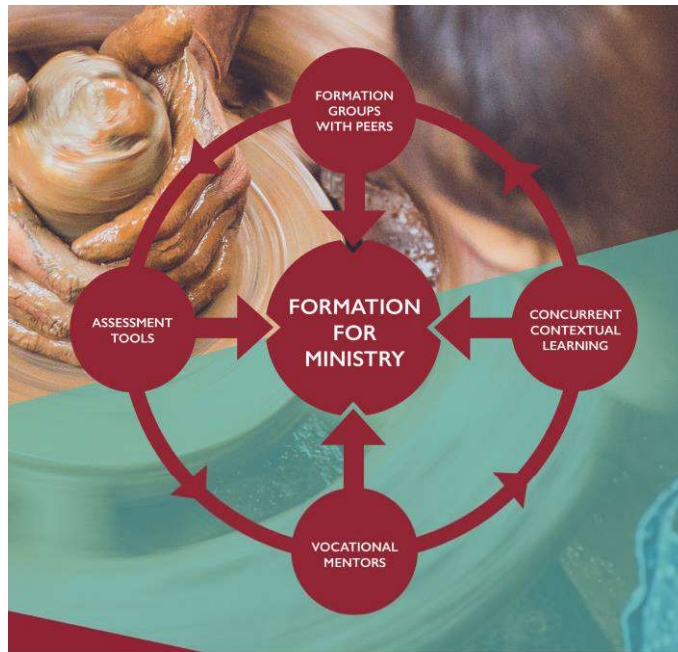 FORMATION
GROUPS
WITH PEERS
ASSESSMENT
TOOLS
FORMATION
FOR
MINISTRY
CONCURRENT
CONTEXTUAL
LEARNING
VOCATIONAL
MENTORS